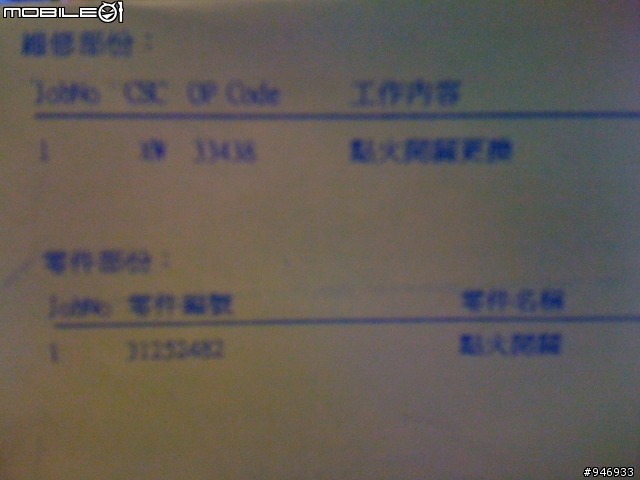 MOBILE01
維修部份：
JobNo CSC OP Code 工作內容
1 33438 點火開關更換
零件部份：
JobNo 零件編號 零件名稱
1 31252482 點火開關
#946933